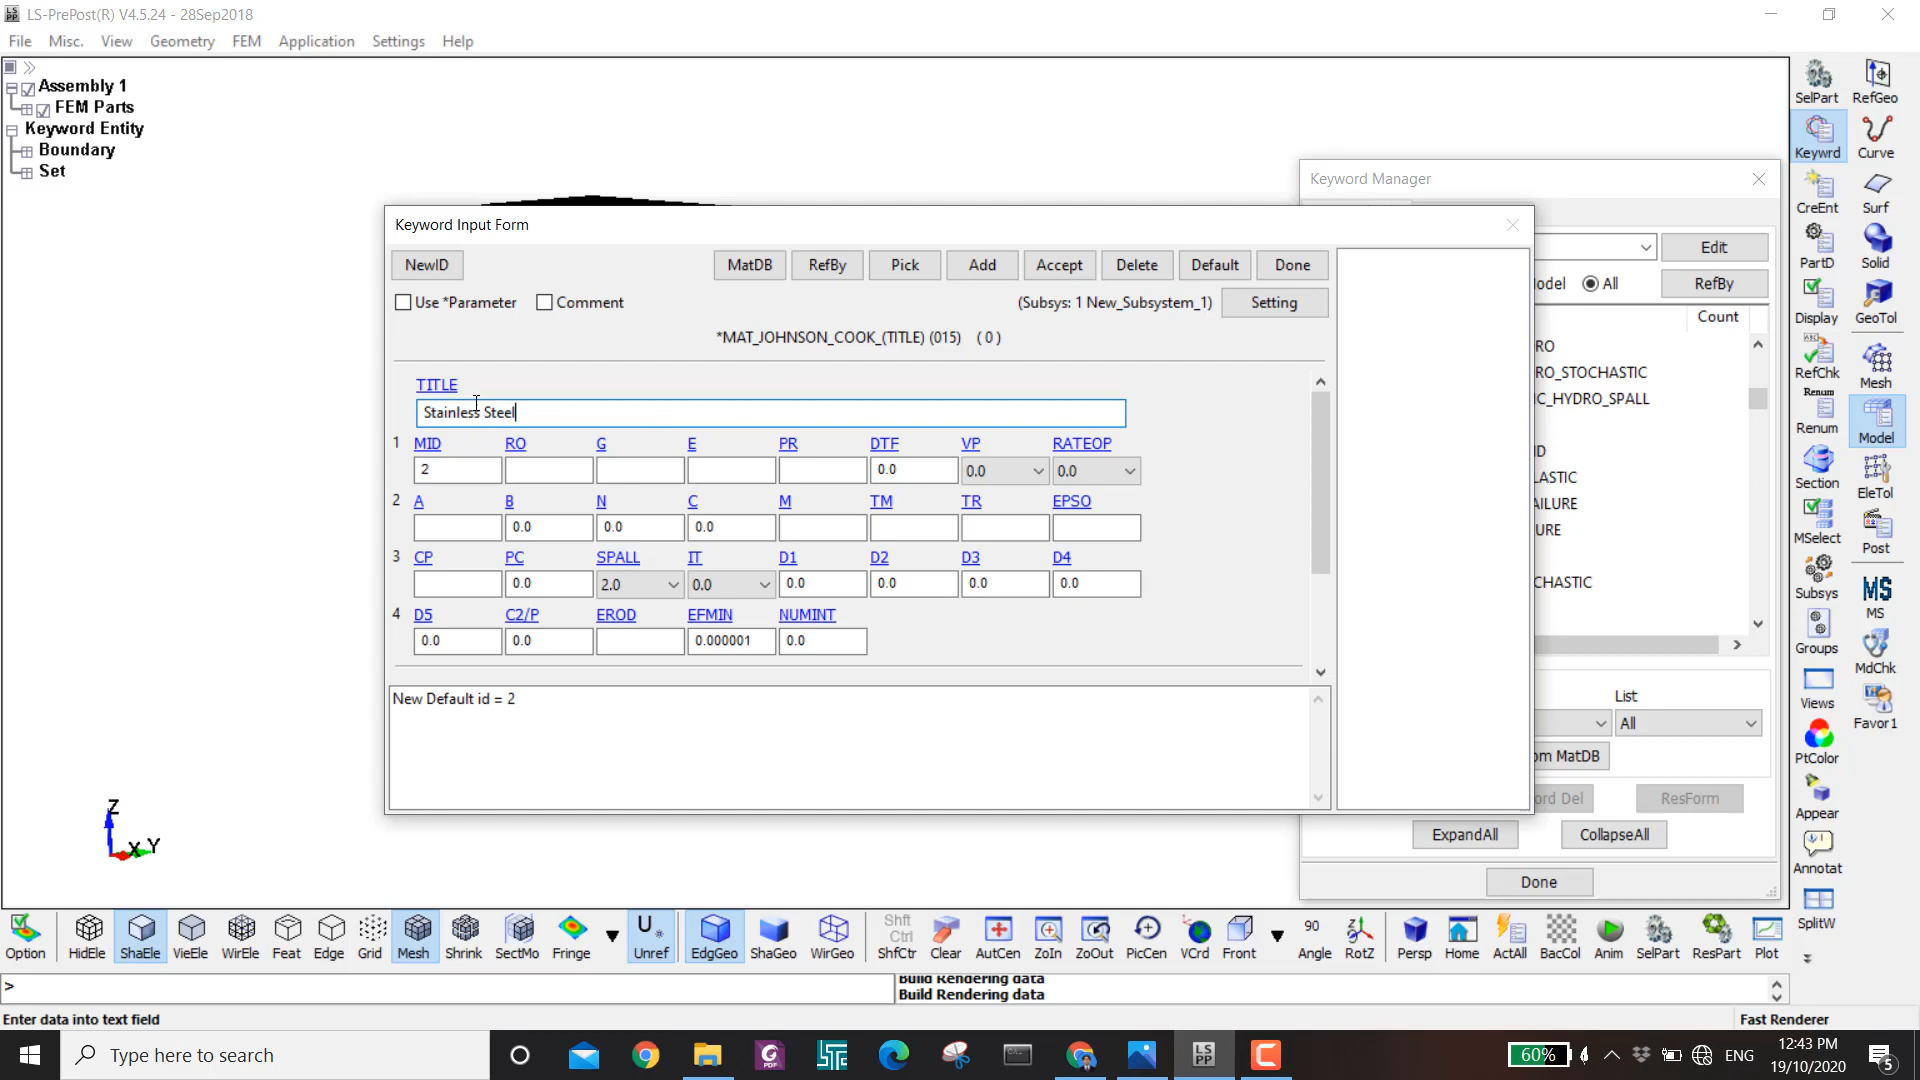 LS-PrePost(R) V4.5.24 - 28Sep2018
File Misc. View Geometry FEM Application Settings Help
Assembly 1
FEM Parts
Keyword Entity
Boundary
Set
Keyword Manager
Edit
odel All RefBy
Count
RO
RO_STOCHASTIC
IC_HYDRO_SPALL
ID
LASTIC
AILURE
URE
CHASTIC
List
All
om MatDB
ord Del ResForm
ExpandAll CollapseAll
Done
Keyword Input Form
NewID MatDB RefBy Pick Add Accept Delete Default Done
Use *Parameter Comment (Subsys: 1 New_Subsystem_1) Setting
*MAT_JOHNSON_COOK_(TITLE) (015) ( 0 )
TITLE
Stainless Steel
1 MID RO G E PR DTF VP RATEOP
2 0.0 0.0 0.0
2 A B N C M TM TR EPSO
0.0 0.0 0.0
3 CP PC SPALL IT D1 D2 D3 D4
0.0 2.0 0.0 0.0 0.0 0.0 0.0
4 D5 C2/P EROD EFMIN NUMINT
0.0 0.0 0.000001 0.0
New Default id = 2
Z
X Y
SelPart RefGeo
Keywrd Curve
CreEnt Surf
PartD Solid
Display GeoTol
RefChk Mesh
Renum
Renum Model
Section EleTol
MSelect Post
Subsys MS
MS
Groups MdChk
Views Favor1
PtColor
Appear
Annotat
SplitW
Option HidEle ShaEle VieEle WirEle Feat Edge Grid Mesh Shrink SectMo Fringe U Unref EdgGeo ShaGeo WirGeo Shft Ctrl ShfCtr Clear AutCen ZoIn ZoOut PicCen VCrd Front 90 Angle RotZ Persp Home ActAll BacCol Anim SelPart ResPart Plot
>
Build Rendering data
Build Rendering data
Enter data into text field Fast Renderer
Type here to search
LS PP
60% ENG
12:43 PM
19/10/2020
5